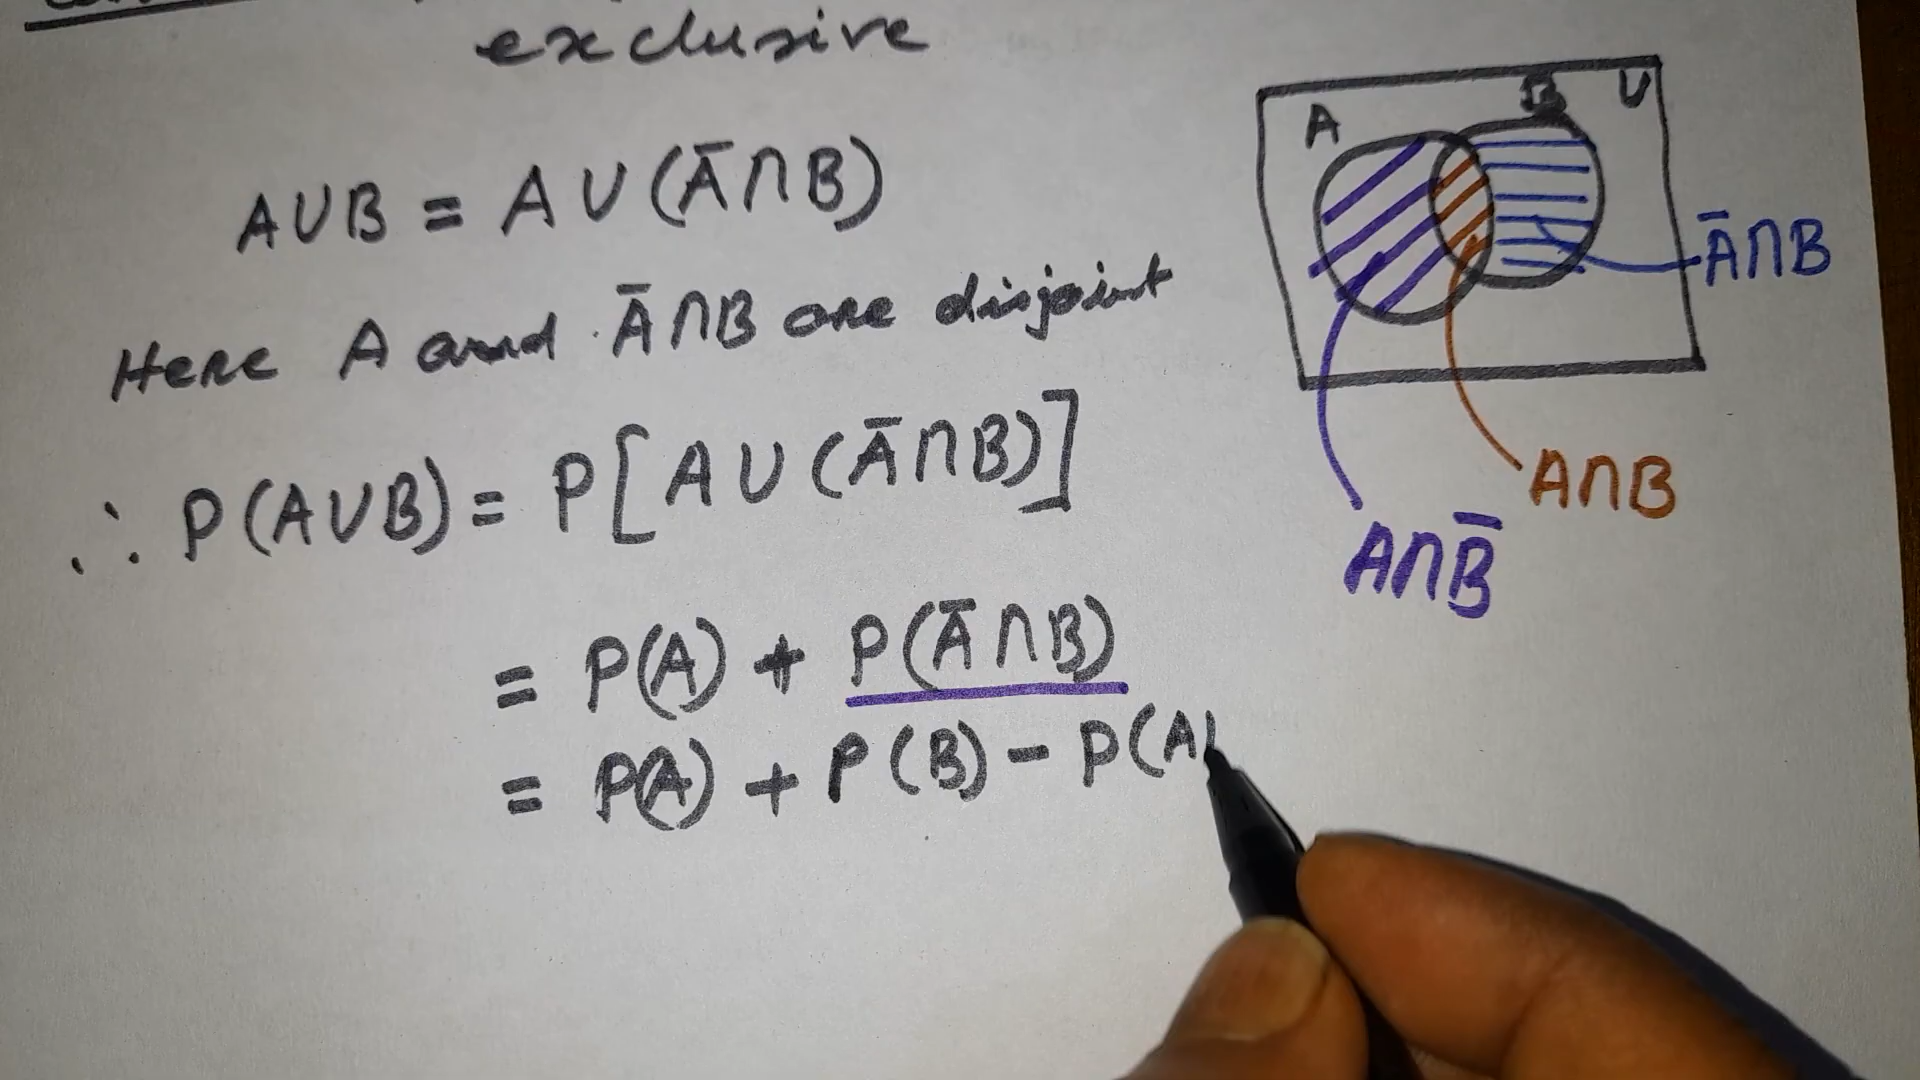 exclusive
A∪B = A∪(Ā∩B)
Here A and Ā∩B are disjoint
∴ P(A∪B) = P[A∪(Ā∩B)]
= P(A) + P(Ā∩B)
= P(A) + P(B) - P(A
A
B
U
Ā∩B
A∩B
A∩B̄